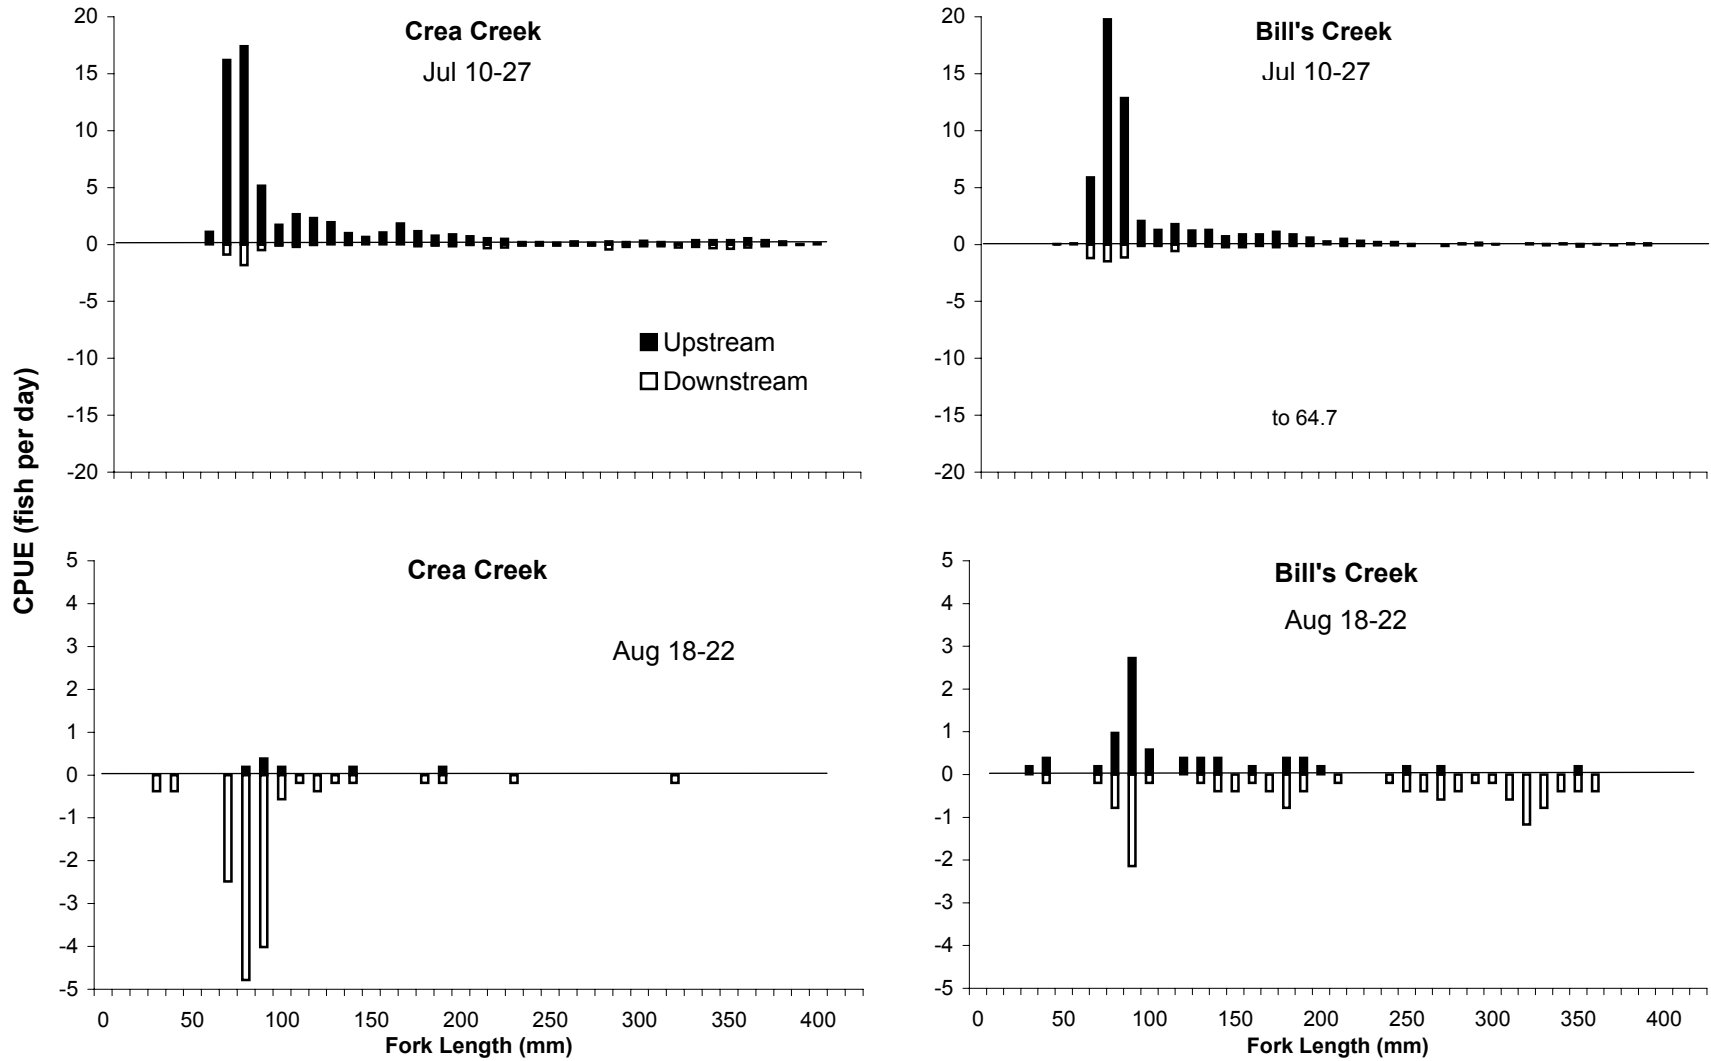 CPUE (fish per day)
Crea Creek
Jul 10-27
20
15
10
5
0
-5
-10
-15
-20
Upstream
Downstream
Bill's Creek
Jul 10-27
20
15
10
5
0
-5
-10
-15
-20
to 64.7
Crea Creek
Aug 18-22
5
4
3
2
1
0
-1
-2
-3
-4
-5
0 50 100 150 200 250 300 350 400
Fork Length (mm)
Bill's Creek
Aug 18-22
5
4
3
2
1
0
-1
-2
-3
-4
-5
0 50 100 150 200 250 300 350 400
Fork Length (mm)